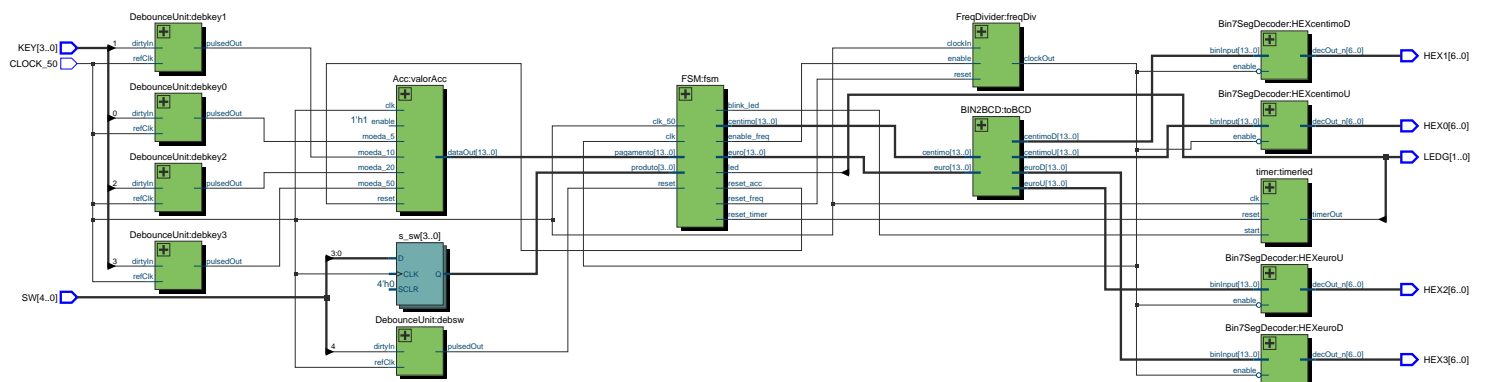 KEY[3..0]
CLOCK_50
SW[4..0]
DebounceUnit:debkey1
1
dirtyIn
refClk
pulsedOut
DebounceUnit:debkey0
0
dirtyIn
refClk
pulsedOut
DebounceUnit:debkey2
2
dirtyIn
refClk
pulsedOut
DebounceUnit:debkey3
3
dirtyIn
refClk
pulsedOut
Acc:valorAcc
clk
1'h1 enable
moeda_5
moeda_10
moeda_20
moeda_50
reset
dataOut[13..0]
s_sw[3..0]
3:0
D
CLK
4'h0
SCLR
Q
DebounceUnit:debsw
4
dirtyIn
refClk
pulsedOut
FSM:fsm
clk_50
clk
pagamento[13..0]
produto[3..0]
reset
blink_led
centimo[13..0]
enable_freq
euro[13..0]
led
reset_acc
reset_freq
reset_timer
FreqDivider:freqDiv
clockIn
enable
reset
clockOut
BIN2BCD:toBCD
centimo[13..0]
euro[13..0]
centimoD[13..0]
centimoU[13..0]
euroD[13..0]
euroU[13..0]
Bin7SegDecoder:HEXcentimoD
binInput[13..0]
enable
decOut_n[6..0]
HEX1[6..0]
Bin7SegDecoder:HEXcentimoU
binInput[13..0]
enable
decOut_n[6..0]
HEX0[6..0]
LEDG[1..0]
timer:timerled
clk
reset
start
timerOut
Bin7SegDecoder:HEXeuroU
binInput[13..0]
enable
decOut_n[6..0]
HEX2[6..0]
Bin7SegDecoder:HEXeuroD
binInput[13..0]
enable
decOut_n[6..0]
HEX3[6..0]